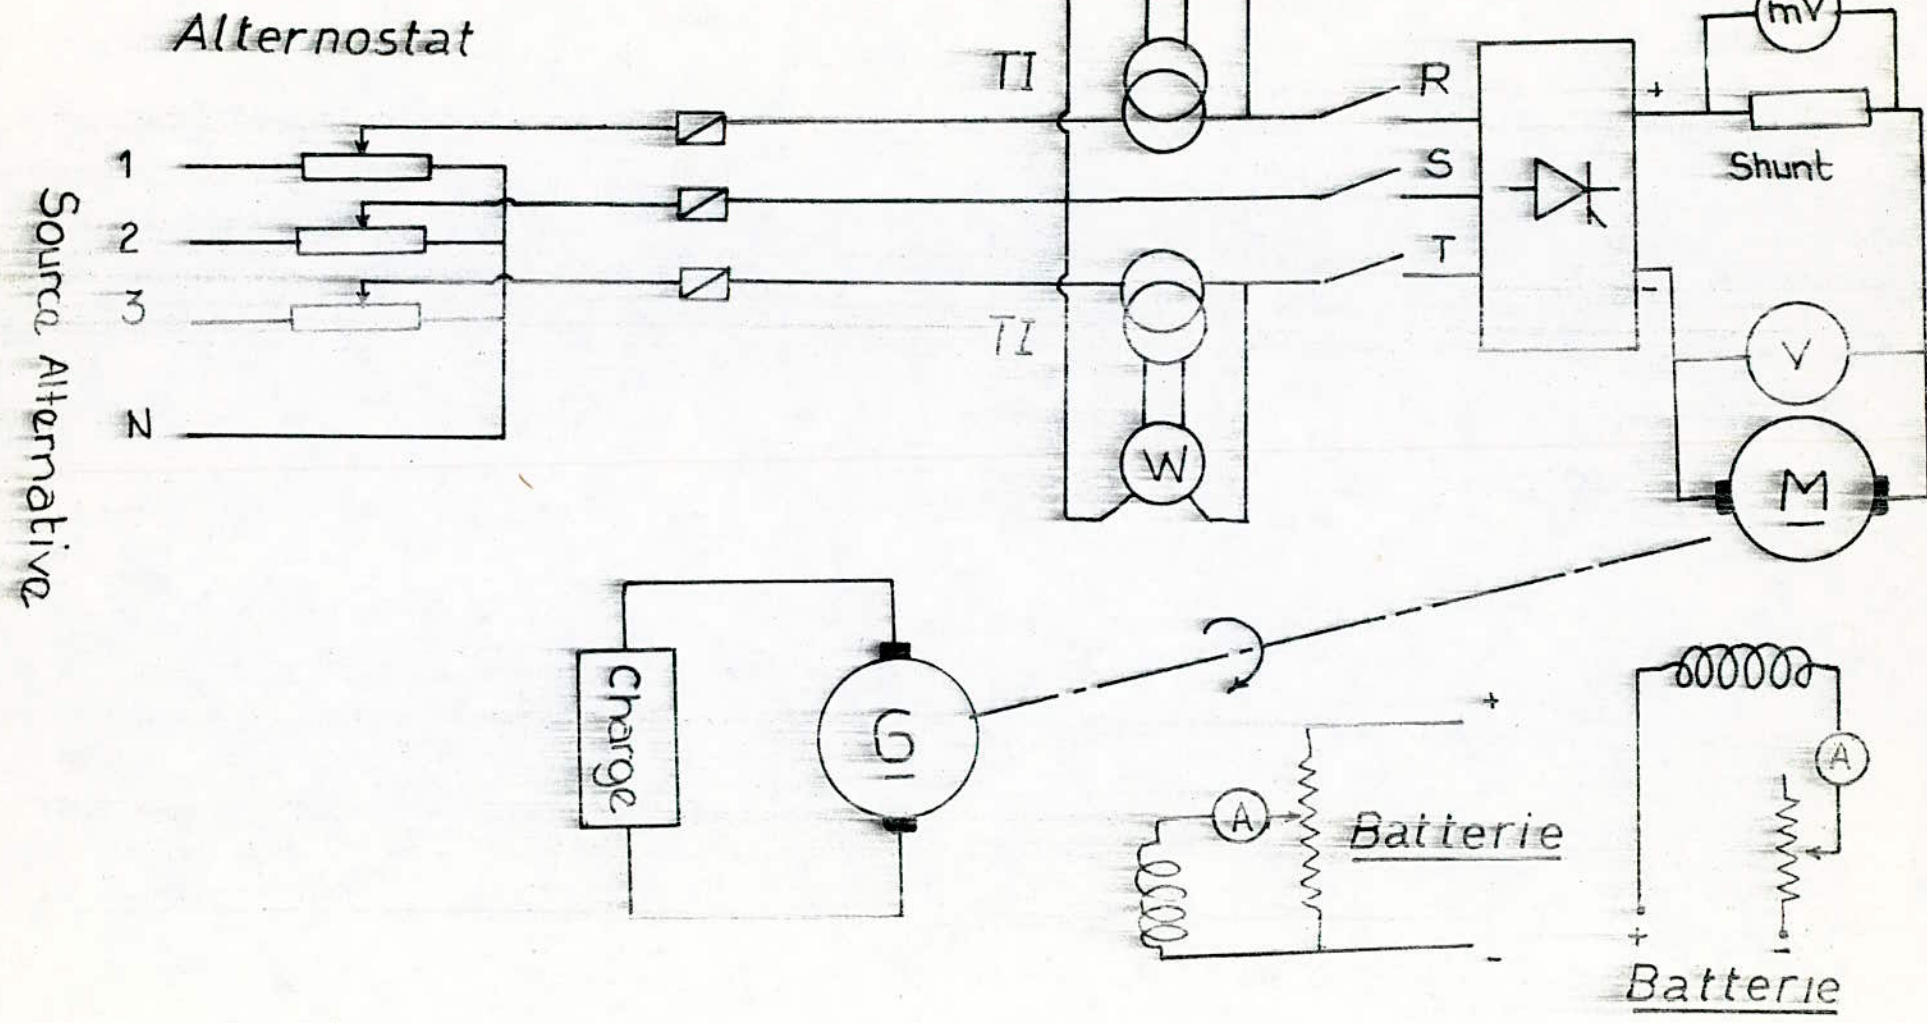 Alternostat
Source Alternative
1
2
3
N
TI
TI
R
S
T
W
+
-
mV
Shunt
V
M
Charge
G
A
+
-
Batterie
A
+
-
Batterie